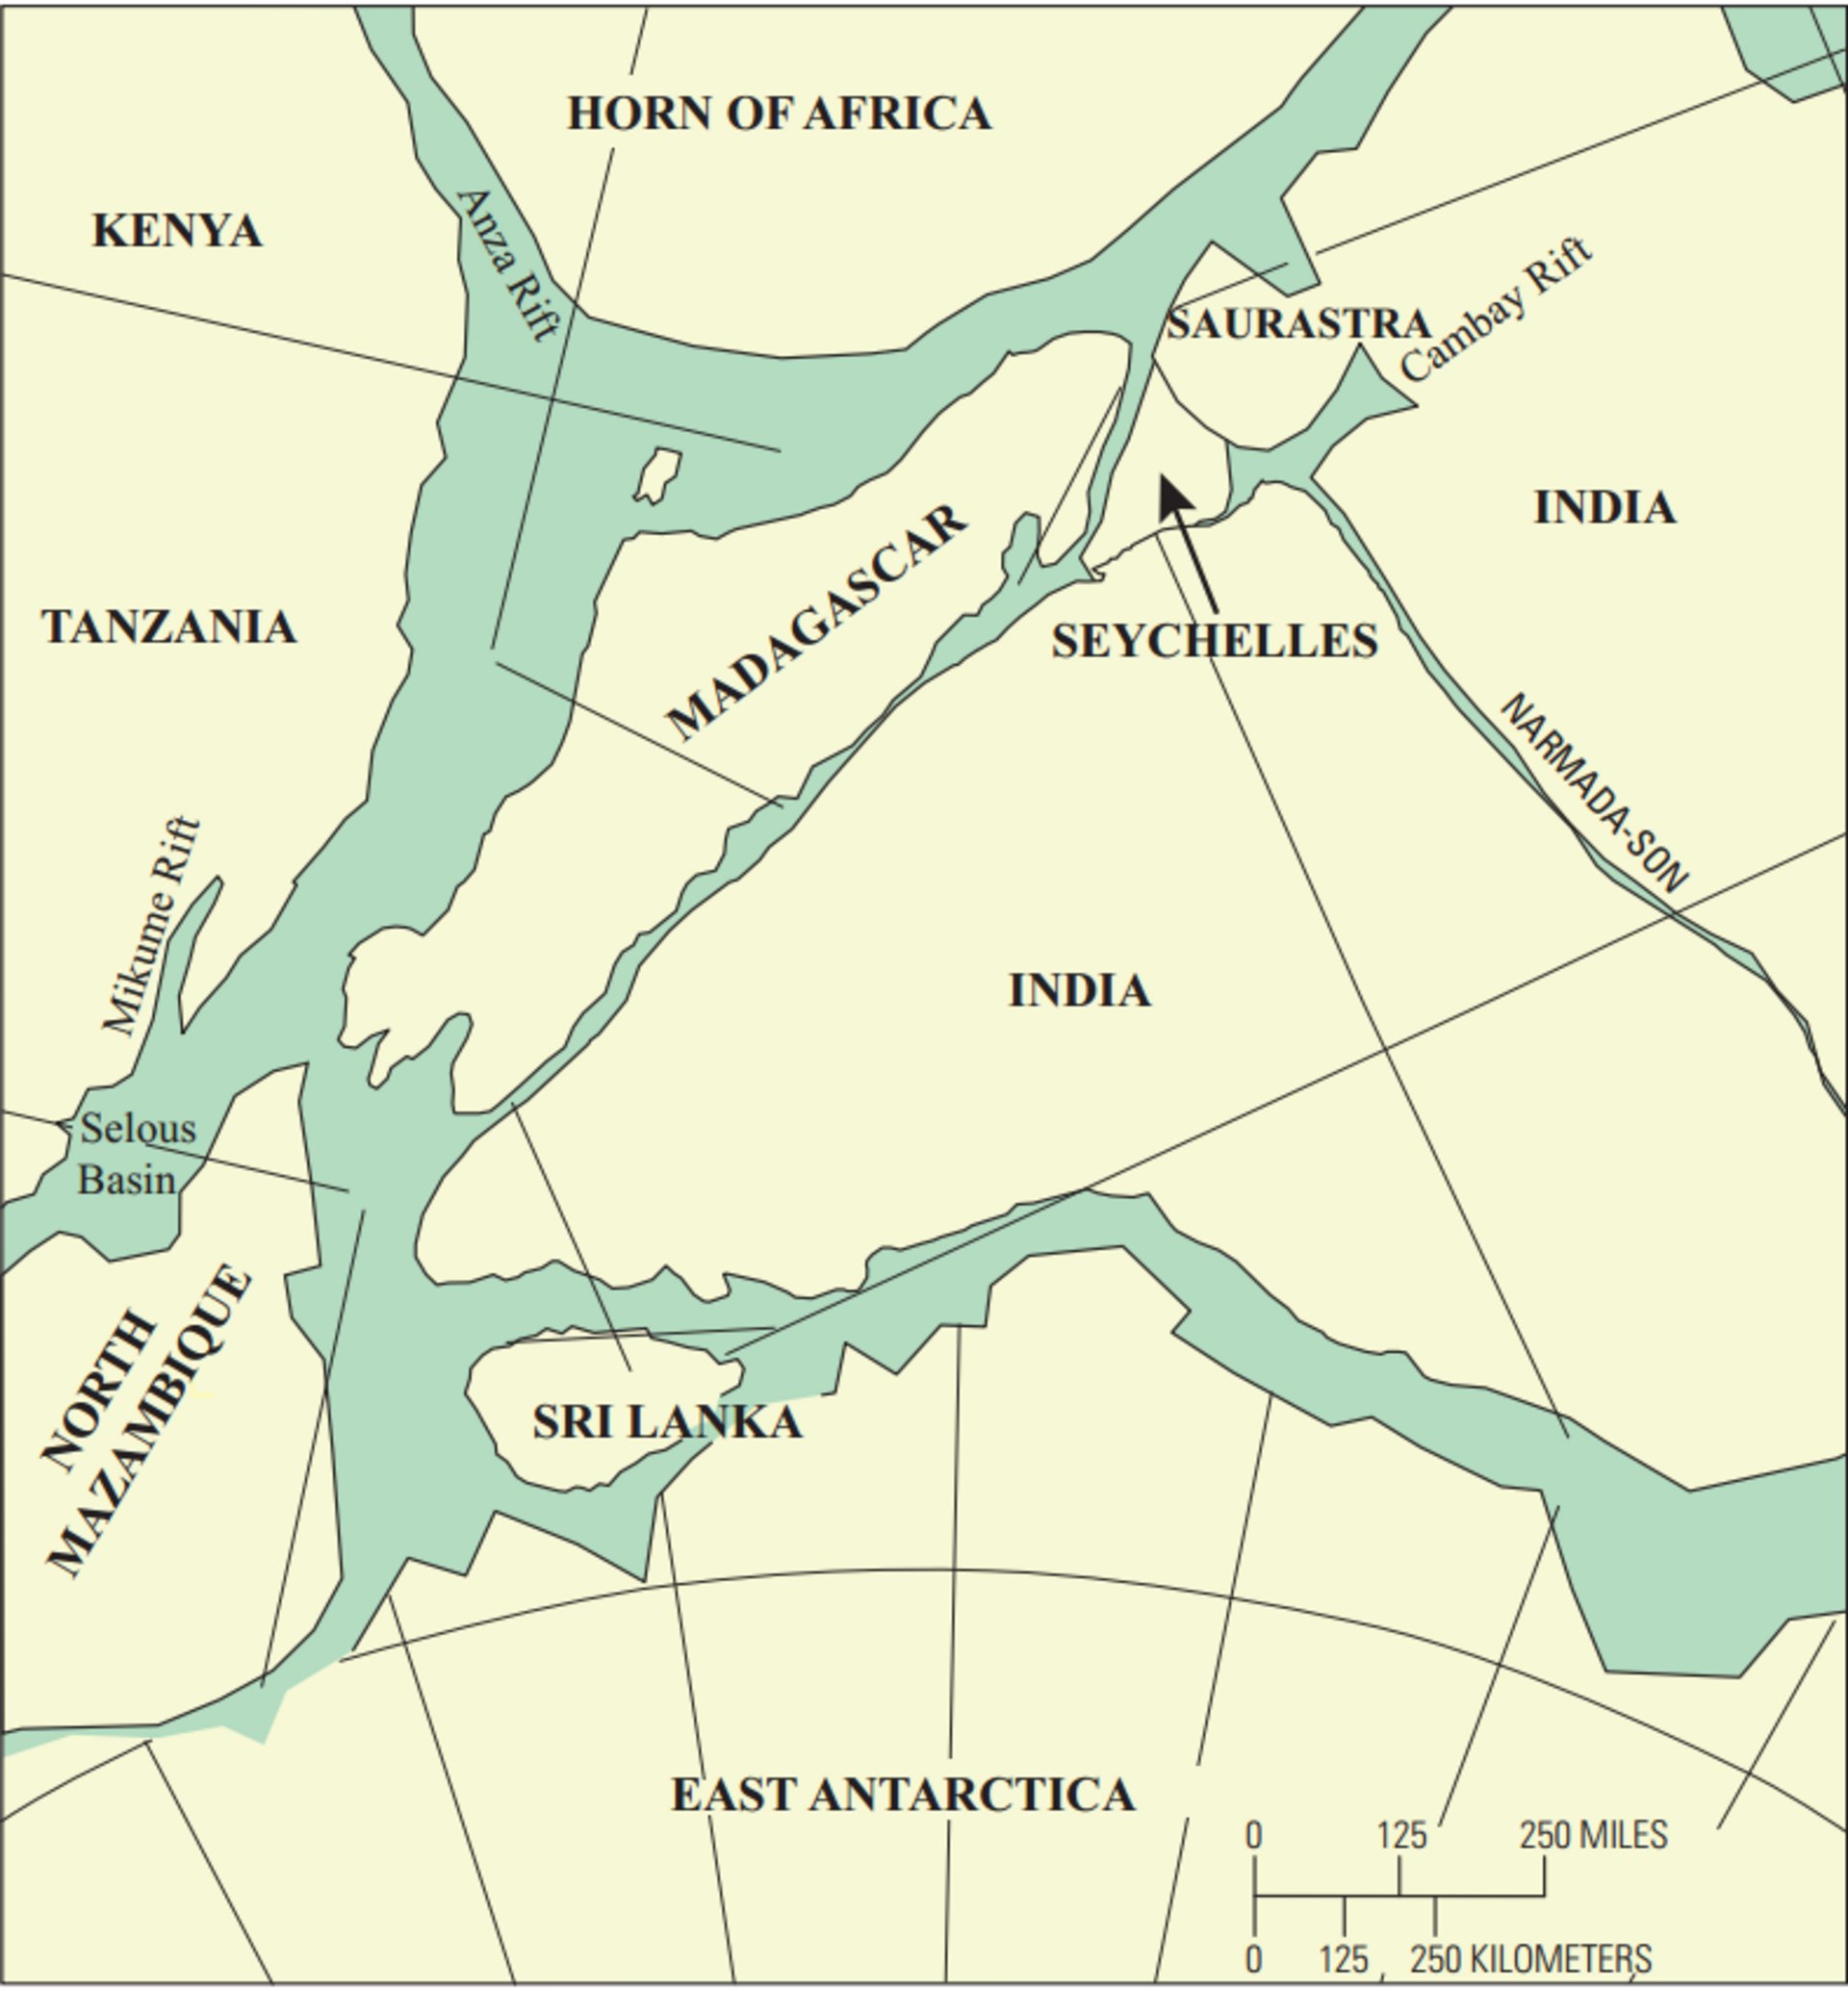 HORN OF AFRICA
KENYA
Anza Rift
SAURASTRA
Cambay Rift
INDIA
TANZANIA
MADAGASCAR
SEYCHELLES
NARMADA-SON
Mikume Rift
INDIA
Selous
Basin
NORTH
MAZAMBIQUE
SRI LANKA
EAST ANTARCTICA
0 125 250 MILES
0 125 250 KILOMETERS